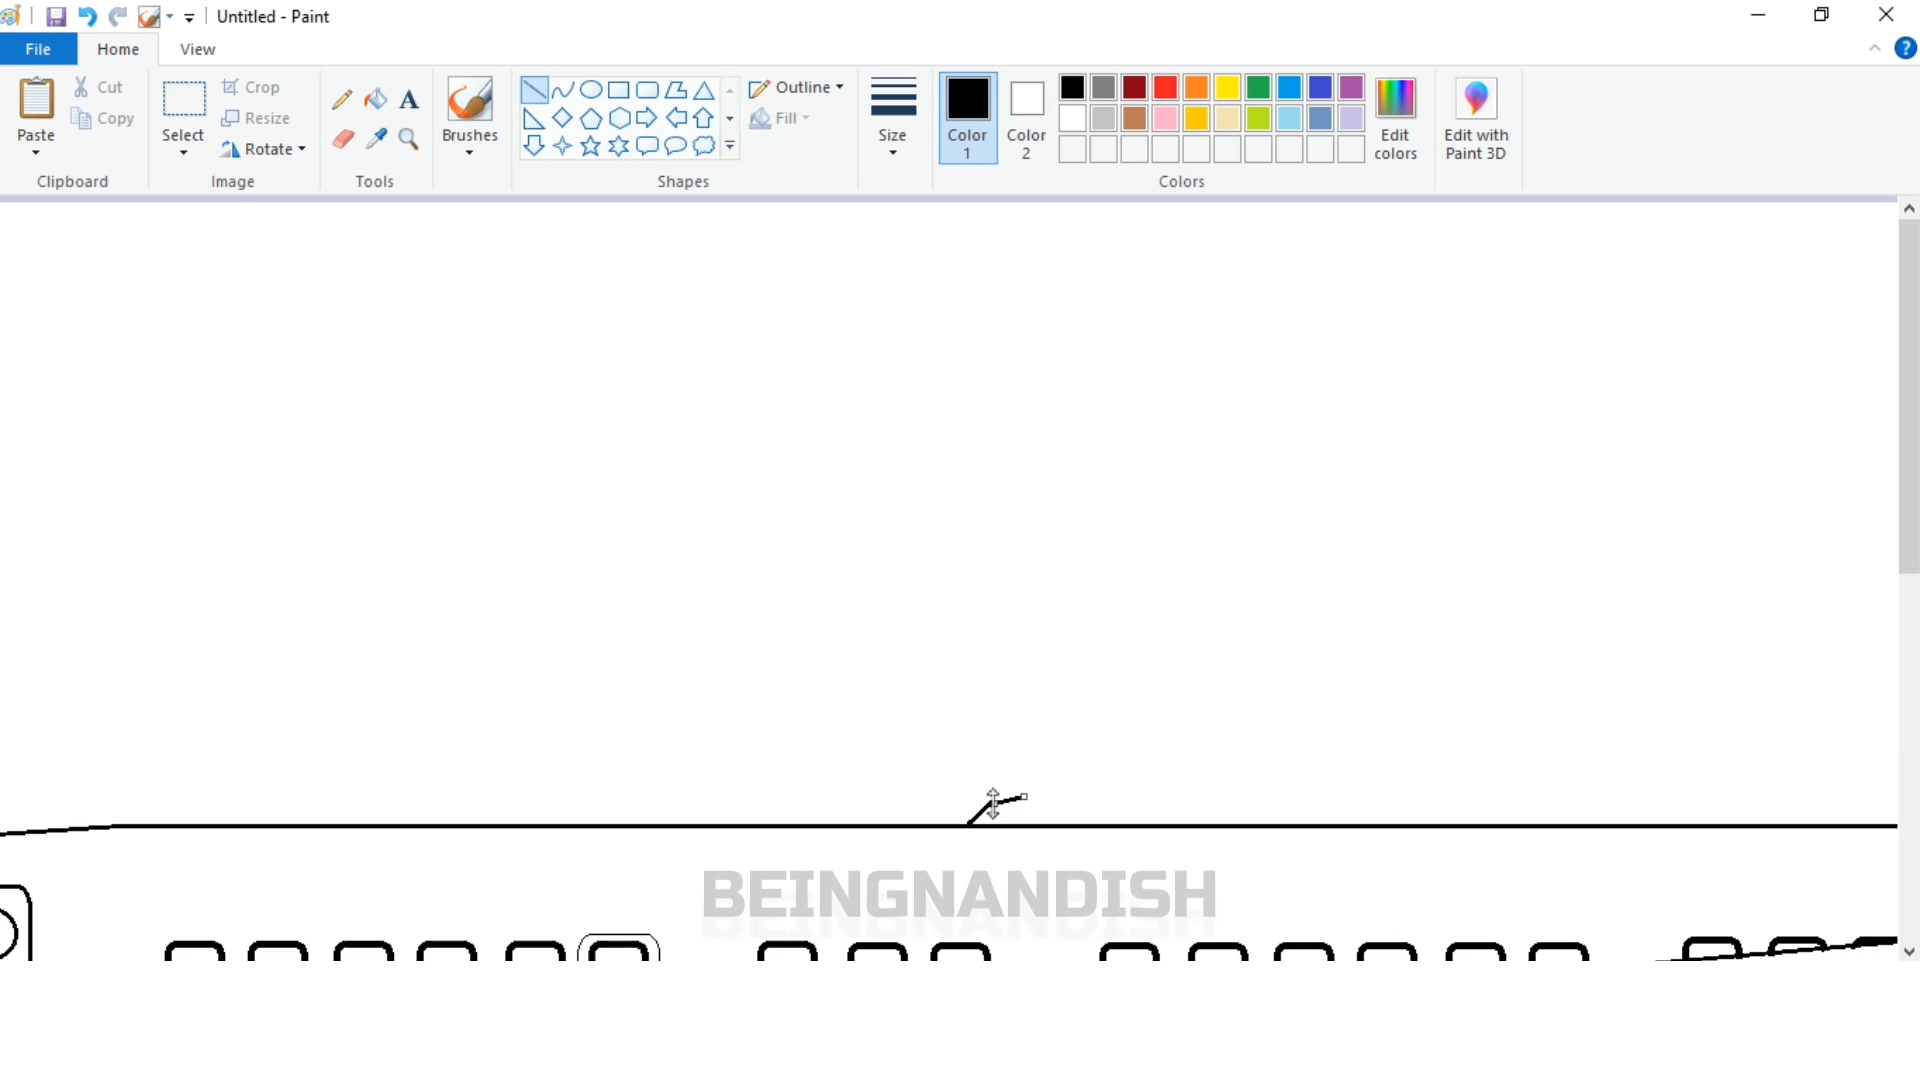 Untitled - Paint
File
Home
View
Paste
Cut
Copy
Clipboard
Select
Crop
Resize
Rotate
Image
A
Tools
Brushes
Outline
Fill
Shapes
Size
Color 1
Color 2
Edit colors
Colors
Edit with Paint 3D
?
BEINGNANDISH